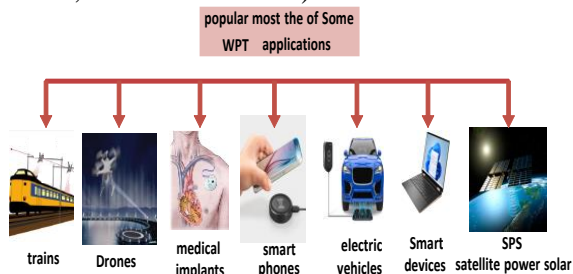 popular most the of Some
WPT applications
trains
Drones
medical
implants
smart
phones
electric
vehicles
Smart
devices
SPS
satellite power solar